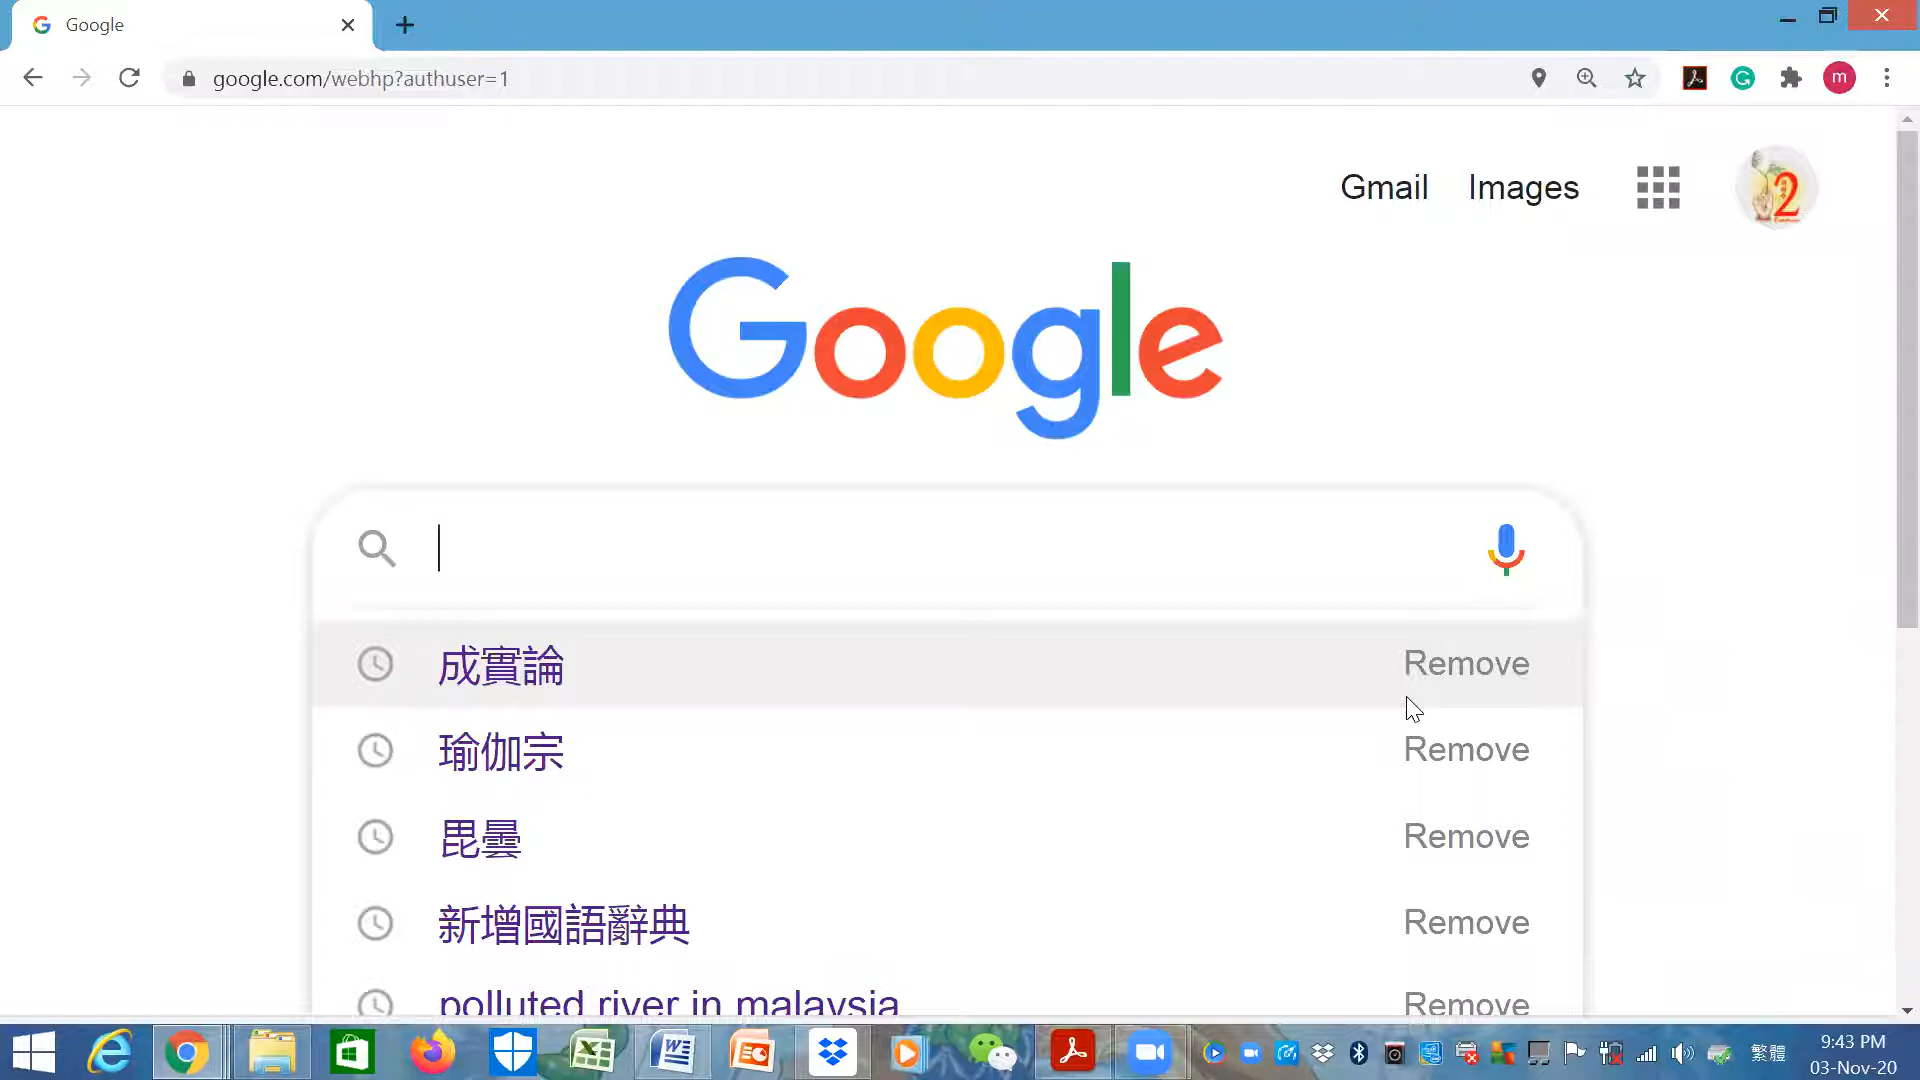 Google
google.com/webhp?authuser=1
m
Gmail Images
2
Google
成實論 Remove
瑜伽宗 Remove
毘曇 Remove
新增國語辭典 Remove
polluted river in malaysia Remove
繁體
9:43 PM
03-Nov-20